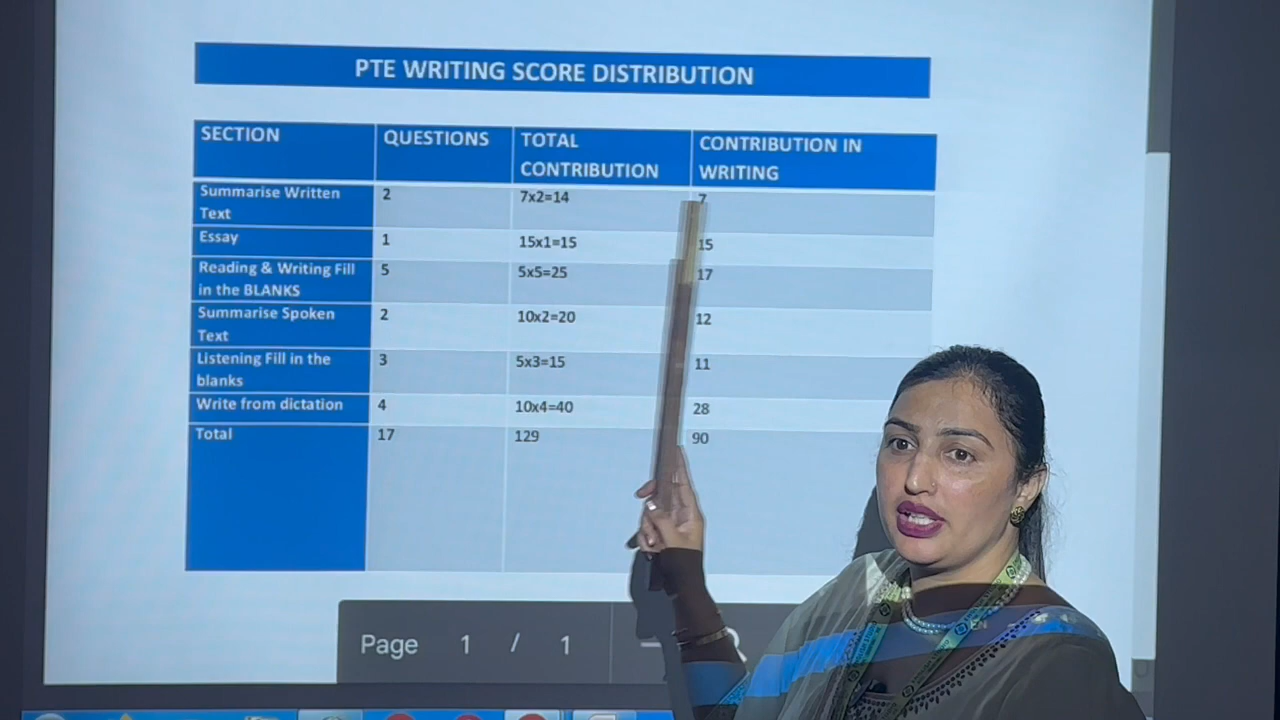 PTE WRITING SCORE DISTRIBUTION
SECTION QUESTIONS TOTAL CONTRIBUTION CONTRIBUTION IN WRITING
Summarise Written Text 2 7x2=14 7
Essay 1 15x1=15 15
Reading & Writing Fill in the BLANKS 5 5x5=25 17
Summarise Spoken Text 2 10x2=20 12
Listening Fill in the blanks 3 5x3=15 11
Write from dictation 4 10x4=40 28
Total 17 129 90
Page 1 / 1